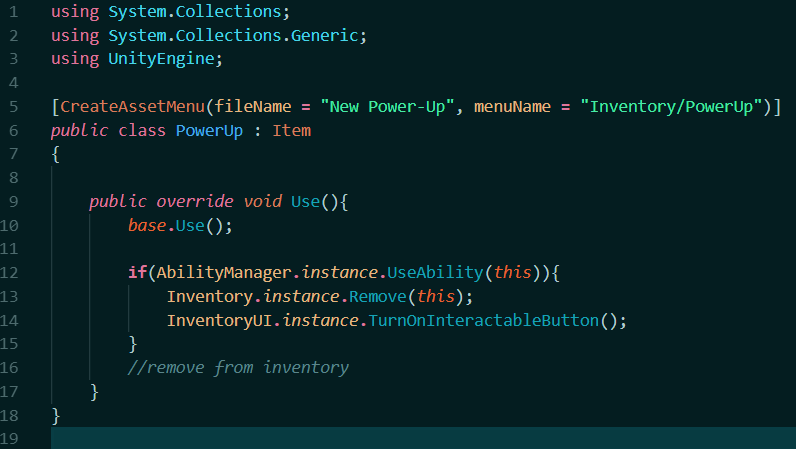 1 using System.Collections;
2 using System.Collections.Generic;
3 using UnityEngine;
4
5 [CreateAssetMenu(fileName = "New Power-Up", menuName = "Inventory/PowerUp")]
6 public class PowerUp : Item
7 {
8
9     public override void Use(){
10         base.Use();
11
12         if(AbilityManager.instance.UseAbility(this)){
13             Inventory.instance.Remove(this);
14             InventoryUI.instance.TurnOnInteractableButton();
15         }
16         //remove from inventory
17     }
18 }
19